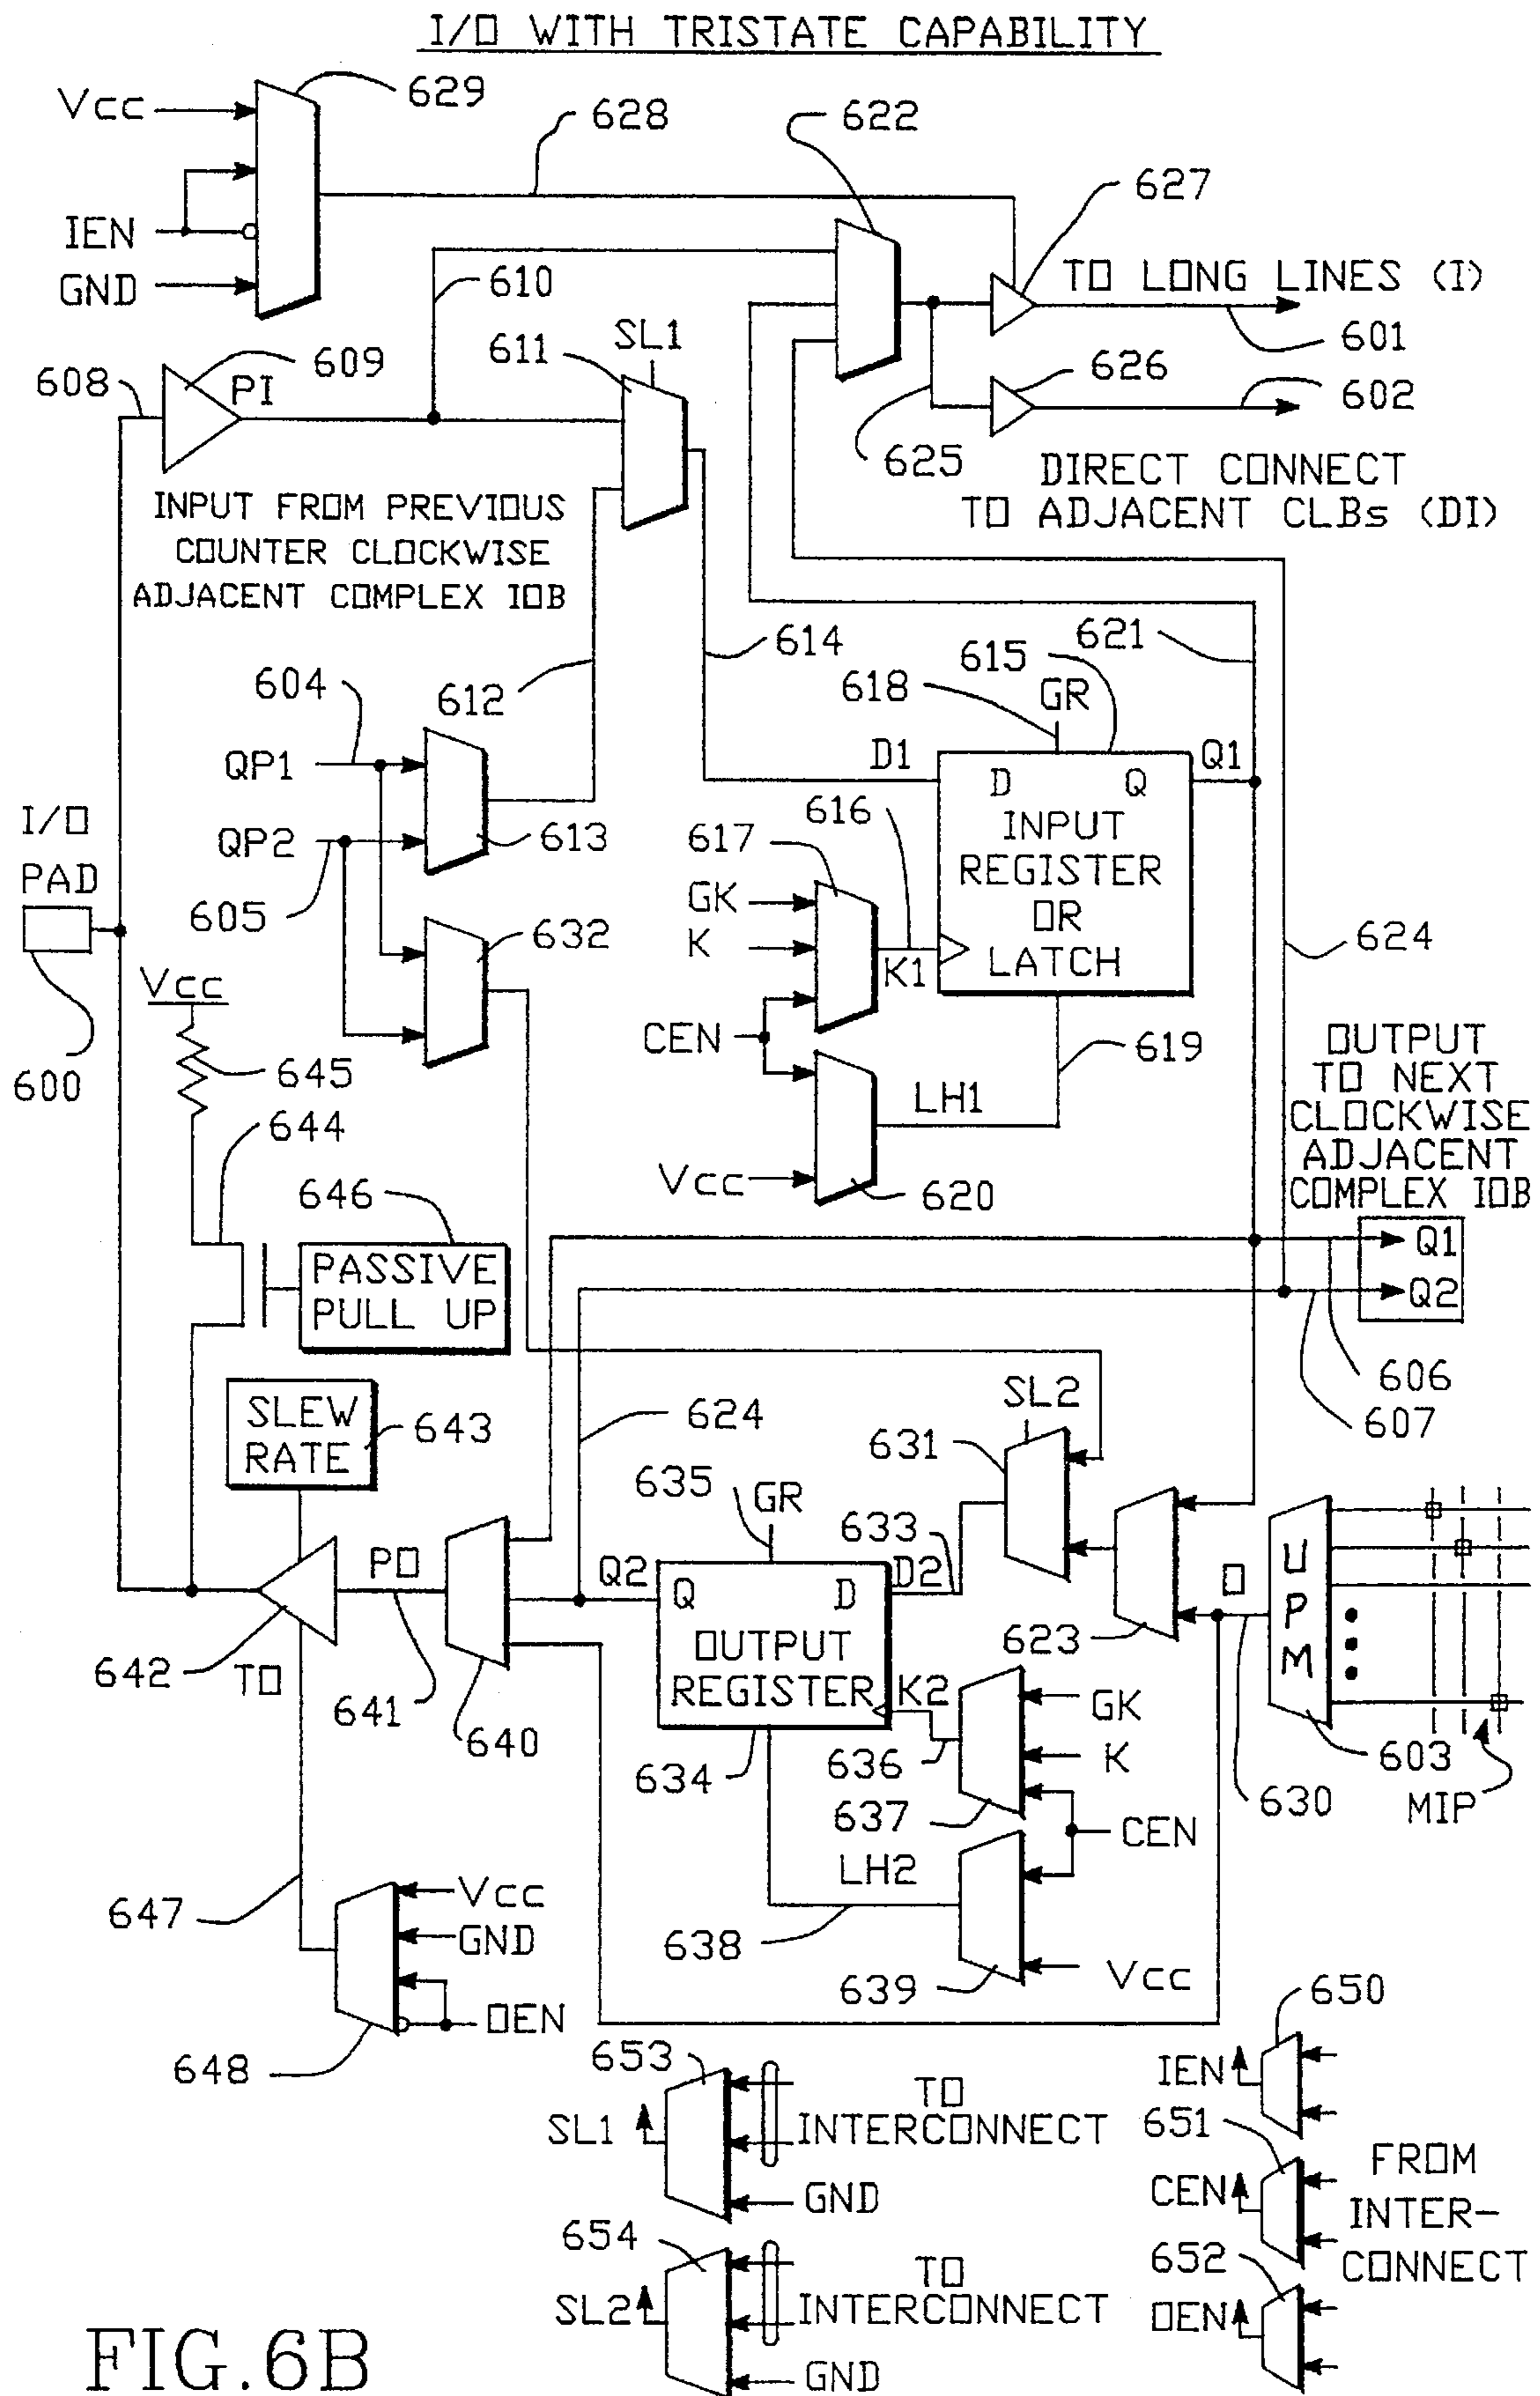 I/O WITH TRISTATE CAPABILITY
629
Vcc
628
622
627
IEN
GND
610
TO LONG LINES (I)
601
608
609
PI
611
SL1
626
602
625
DIRECT CONNECT
TO ADJACENT CLBs (DI)
INPUT FROM PREVIOUS
COUNTER CLOCKWISE
ADJACENT COMPLEX IOB
604
612
614
621
615
618
GR
QP1
D1
Q1
D
Q
I/O
PAD
QP2
613
605
617
616
INPUT
REGISTER
OR
LATCH
GK
K
K1
632
624
Vcc
CEN
619
600
645
LH1
OUTPUT
TO NEXT
CLOCKWISE
ADJACENT
COMPLEX IOB
644
Vcc
620
646
PASSIVE
PULL UP
Q1
Q2
606
607
SLEW
RATE
643
624
SL2
631
635
GR
633
PO
Q2
D2
Q
D
O
UPM
OUTPUT
REGISTER
K2
623
642
TO
641
640
GK
K
634
636
637
603
630
MIP
CEN
LH2
647
Vcc
GND
638
639
Vcc
OEN
648
650
653
IEN
TO
INTERCONNECT
SL1
651
GND
CEN
FROM
INTER-
CONNECT
654
652
TO
INTERCONNECT
SL2
OEN
GND
FIG.6B